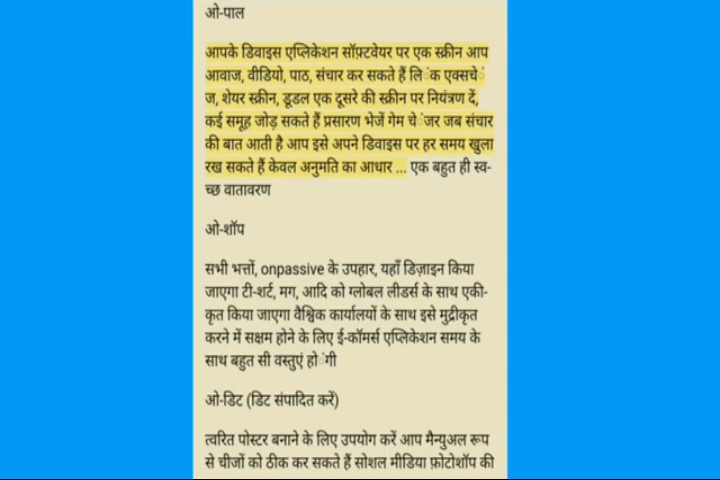 ओ-पाल
आपके डिवाइस एप्लिकेशन सॉफ़्टवेयर पर एक स्क्रीन आप
आवाज, वीडियो, पाठ, संचार कर सकते हैं लिंक एक्सचें
ज, शेयर स्क्रीन, डूडल एक दूसरे की स्क्रीन पर नियंत्रण दें,
कई समूह जोड़ सकते हैं प्रसारण भेजें गेम चेंजर जब संचार
की बात आती है आप इसे अपने डिवाइस पर हर समय खुला
रख सकते हैं केवल अनुमति का आधार ... एक बहुत ही स्व-
च्छ वातावरण
ओ-शॉप
सभी भत्तों, onpassive के उपहार, यहाँ डिज़ाइन किया
जाएगा टी-शर्ट, मग, आदि को ग्लोबल लीडर्स के साथ एकी-
कृत किया जाएगा वैश्विक कार्यालयों के साथ इसे मुद्रीकृत
करने में सक्षम होने के लिए ई-कॉमर्स एप्लिकेशन समय के
साथ बहुत सी वस्तुएं होंगी
ओ-डिट (डिट संपादित करें)
त्वरित पोस्टर बनाने के लिए उपयोग करें आप मैन्युअल रूप
से चीजों को ठीक कर सकते हैं सोशल मीडिया फ़ोटोशॉप की